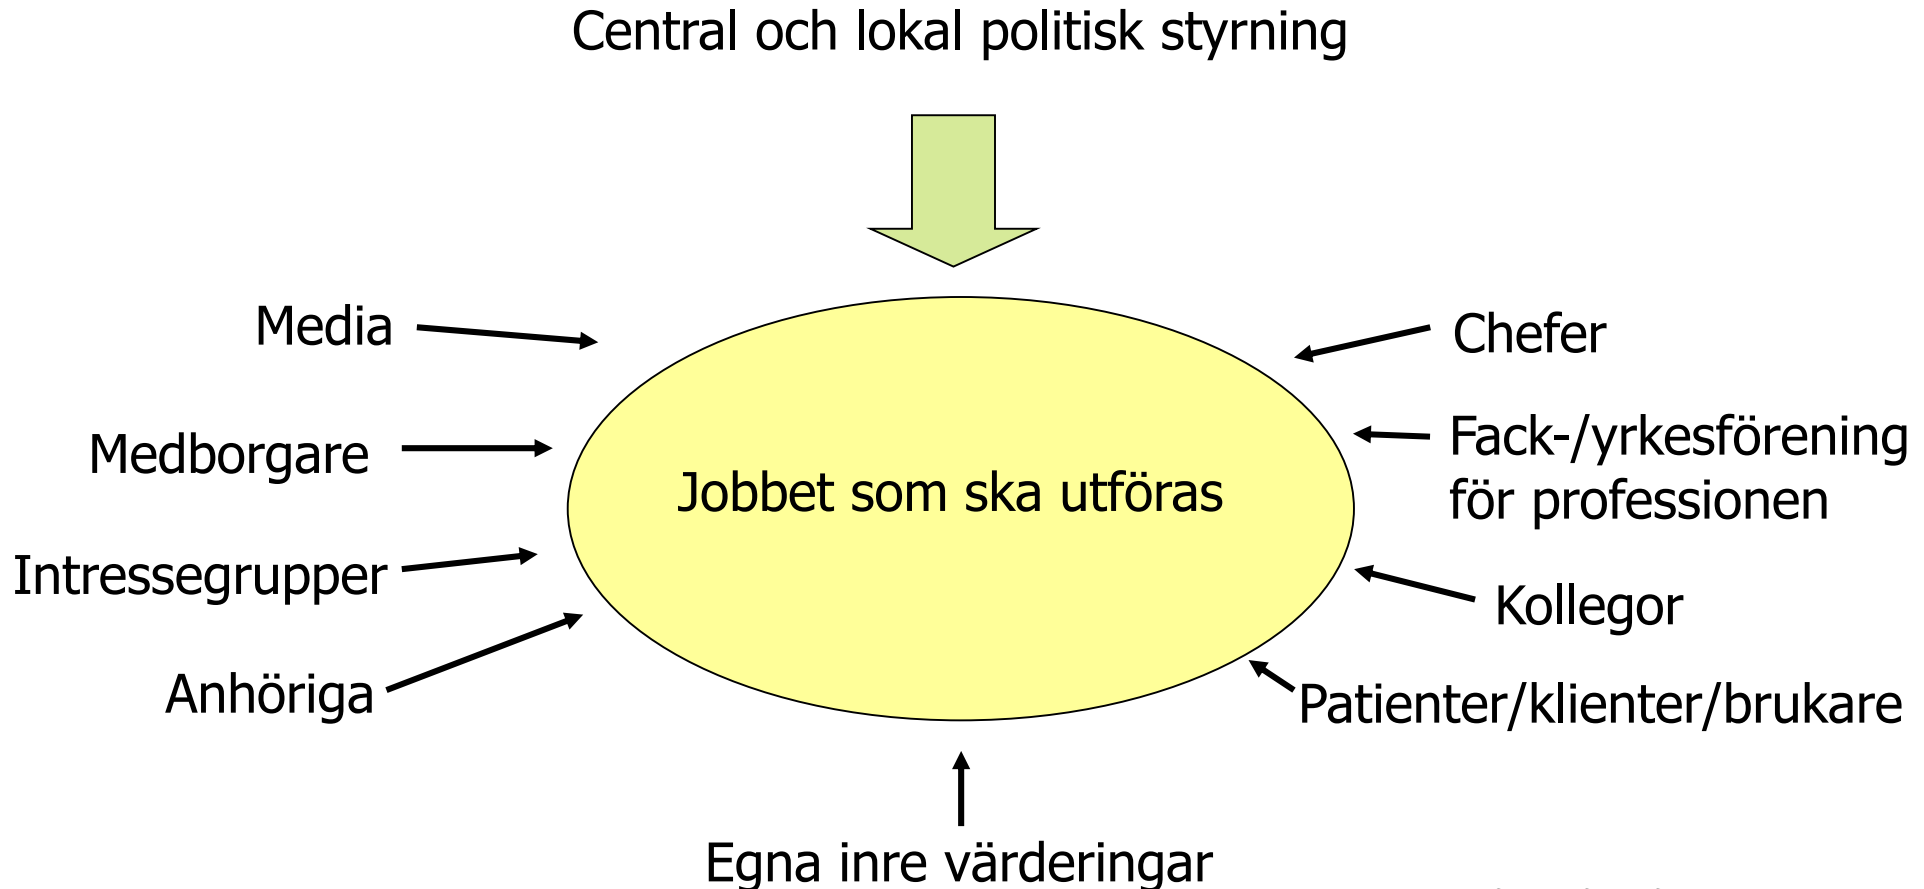 Central och lokal politisk styrning
Media
Chefer
Medborgare
Fack-/yrkesförening
för professionen
Jobbet som ska utföras
Intressegrupper
Kollegor
Anhöriga
Patienter/klienter/brukare
Egna inre värderingar